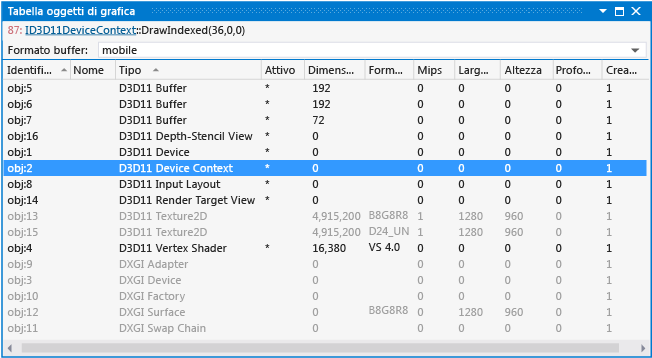 Tabella oggetti di grafica
87: ID3D11DeviceContext::DrawIndexed(36,0,0)
Formato buffer: mobile
Identifi... Nome Tipo Attivo Dimens... Form... Mips Larg... Altezza Profo... Crea...
obj:5 D3D11 Buffer * 192 0 0 0 0 1
obj:6 D3D11 Buffer * 192 0 0 0 0 1
obj:7 D3D11 Buffer * 72 0 0 0 0 1
obj:16 D3D11 Depth-Stencil View * 0 0 0 0 0 1
obj:1 D3D11 Device * 0 0 0 0 0 1
obj:2 D3D11 Device Context * 0 0 0 0 0 1
obj:8 D3D11 Input Layout * 0 0 0 0 0 1
obj:14 D3D11 Render Target View * 0 0 0 0 0 1
obj:13 D3D11 Texture2D 4,915,200 B8G8R8 1 1280 960 0 1
obj:15 D3D11 Texture2D 4,915,200 D24_UN 1 1280 960 0 1
obj:4 D3D11 Vertex Shader * 16,380 VS 4.0 0 0 0 0 1
obj:9 DXGI Adapter 0 0 0 0 0 1
obj:3 DXGI Device 0 0 0 0 0 1
obj:10 DXGI Factory 0 0 0 0 0 1
obj:12 DXGI Surface 0 B8G8R8 0 1280 960 0 1
obj:11 DXGI Swap Chain 0 0 0 0 0 1